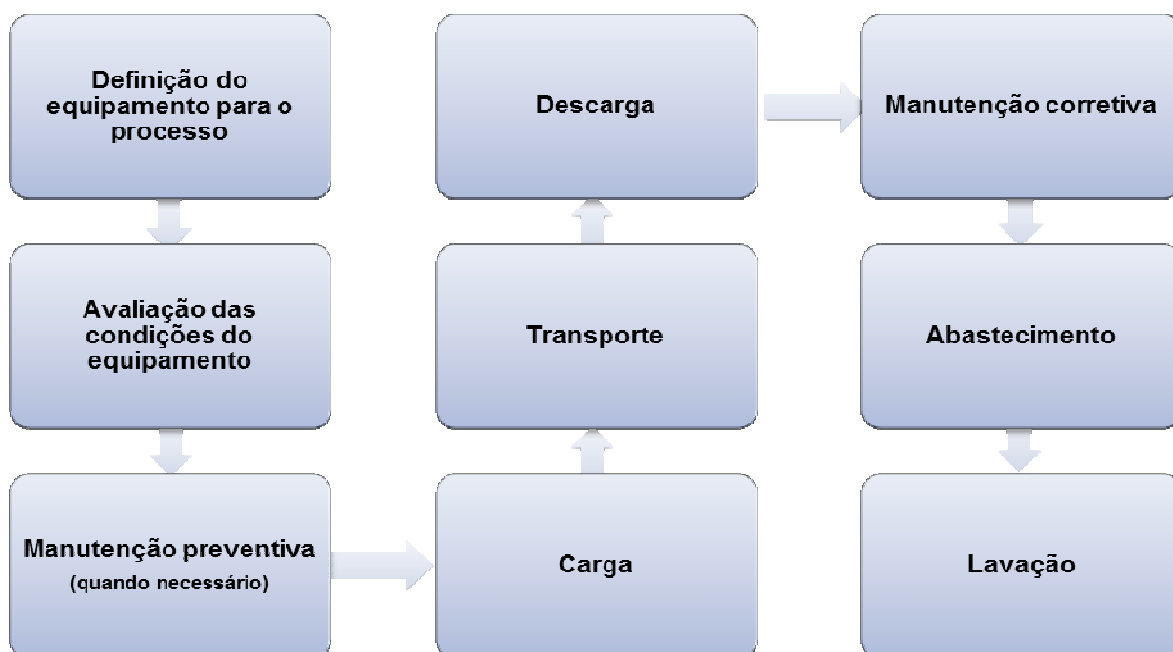 Definição do
equipamento para o
processo
Avaliação das
condições do
equipamento
Manutenção preventiva
(quando necessário)
Carga
Transporte
Descarga
Manutenção corretiva
Abastecimento
Lavação